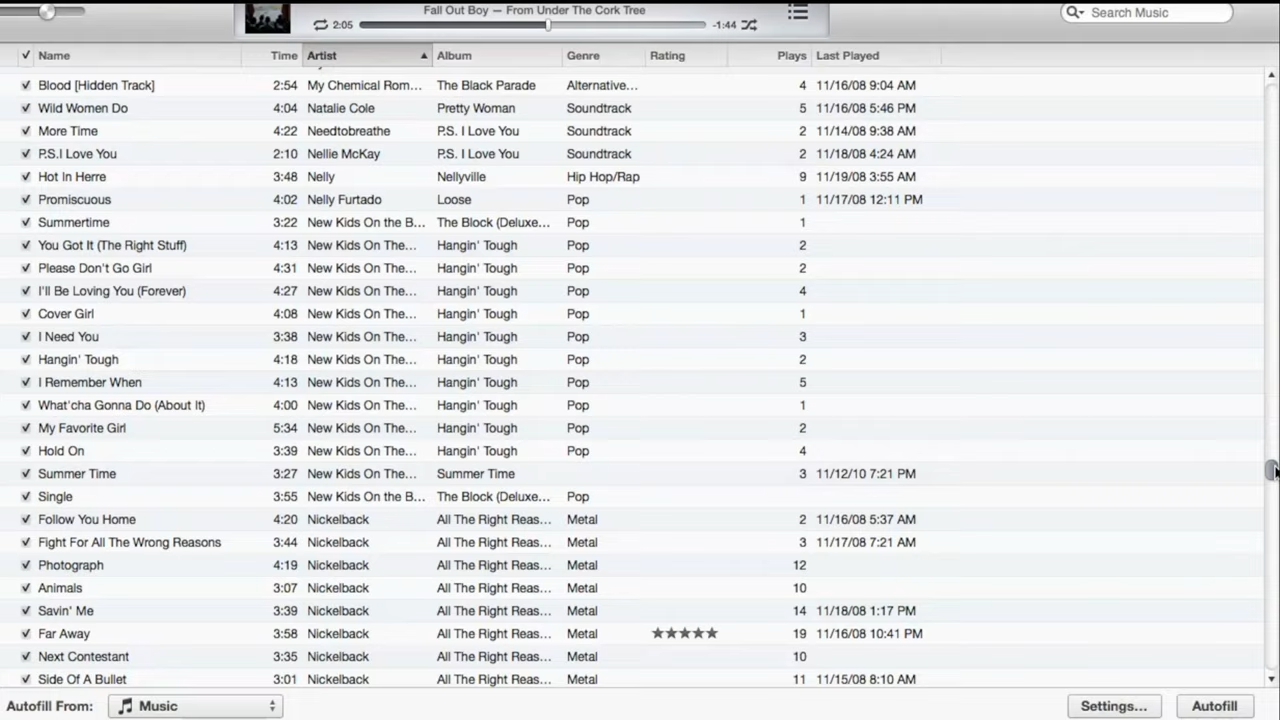 Fall Out Boy — From Under The Cork Tree
2:05 -1:44 Search Music
Name Time Artist Album Genre Rating Plays Last Played
Blood [Hidden Track] 2:54 My Chemical Rom... The Black Parade Alternative... 4 11/16/08 9:04 AM
Wild Women Do 4:04 Natalie Cole Pretty Woman Soundtrack 5 11/16/08 5:46 PM
More Time 4:22 Needtobreathe P.S. I Love You Soundtrack 2 11/14/08 9:38 AM
P.S.I Love You 2:10 Nellie McKay P.S. I Love You Soundtrack 2 11/18/08 4:24 AM
Hot In Herre 3:48 Nelly Nellyville Hip Hop/Rap 9 11/19/08 3:55 AM
Promiscuous 4:02 Nelly Furtado Loose Pop 1 11/17/08 12:11 PM
Summertime 3:22 New Kids On the B... The Block (Deluxe... Pop 1
You Got It (The Right Stuff) 4:13 New Kids On The... Hangin' Tough Pop 2
Please Don't Go Girl 4:31 New Kids On The... Hangin' Tough Pop 2
I'll Be Loving You (Forever) 4:27 New Kids On The... Hangin' Tough Pop 4
Cover Girl 4:08 New Kids On The... Hangin' Tough Pop 1
I Need You 3:38 New Kids On The... Hangin' Tough Pop 3
Hangin' Tough 4:18 New Kids On The... Hangin' Tough Pop 2
I Remember When 4:13 New Kids On The... Hangin' Tough Pop 5
What'cha Gonna Do (About It) 4:00 New Kids On The... Hangin' Tough Pop 1
My Favorite Girl 5:34 New Kids On The... Hangin' Tough Pop 2
Hold On 3:39 New Kids On The... Hangin' Tough Pop 4
Summer Time 3:27 New Kids On The... Summer Time 3 11/12/10 7:21 PM
Single 3:55 New Kids On the B... The Block (Deluxe... Pop
Follow You Home 4:20 Nickelback All The Right Reas... Metal 2 11/16/08 5:37 AM
Fight For All The Wrong Reasons 3:44 Nickelback All The Right Reas... Metal 3 11/17/08 7:21 AM
Photograph 4:19 Nickelback All The Right Reas... Metal 12
Animals 3:07 Nickelback All The Right Reas... Metal 10
Savin' Me 3:39 Nickelback All The Right Reas... Metal 14 11/18/08 1:17 PM
Far Away 3:58 Nickelback All The Right Reas... Metal ★★★★★ 19 11/16/08 10:41 PM
Next Contestant 3:35 Nickelback All The Right Reas... Metal 10
Side Of A Bullet 3:01 Nickelback All The Right Reas... Metal 11 11/15/08 8:10 AM
Autofill From: Music Settings... Autofill